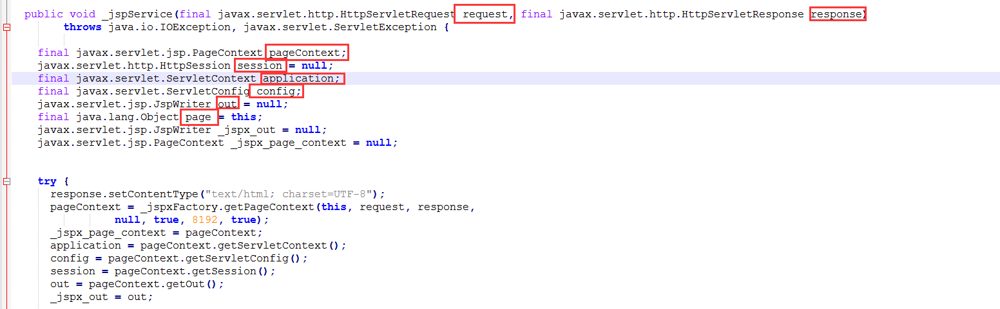 public void _jspService(final javax.servlet.http.HttpServletRequest request, final javax.servlet.http.HttpServletResponse response)
throws java.io.IOException, javax.servlet.ServletException {
final javax.servlet.jsp.PageContext pageContext;
javax.servlet.http.HttpSession session = null;
final javax.servlet.ServletContext application;
final javax.servlet.ServletConfig config;
javax.servlet.jsp.JspWriter out = null;
final java.lang.Object page = this;
javax.servlet.jsp.JspWriter _jspx_out = null;
javax.servlet.jsp.PageContext _jspx_page_context = null;
try {
response.setContentType("text/html; charset=UTF-8");
pageContext = _jspxFactory.getPageContext(this, request, response,
null, true, 8192, true);
_jspx_page_context = pageContext;
application = pageContext.getServletContext();
config = pageContext.getServletConfig();
session = pageContext.getSession();
out = pageContext.getOut();
_jspx_out = out;